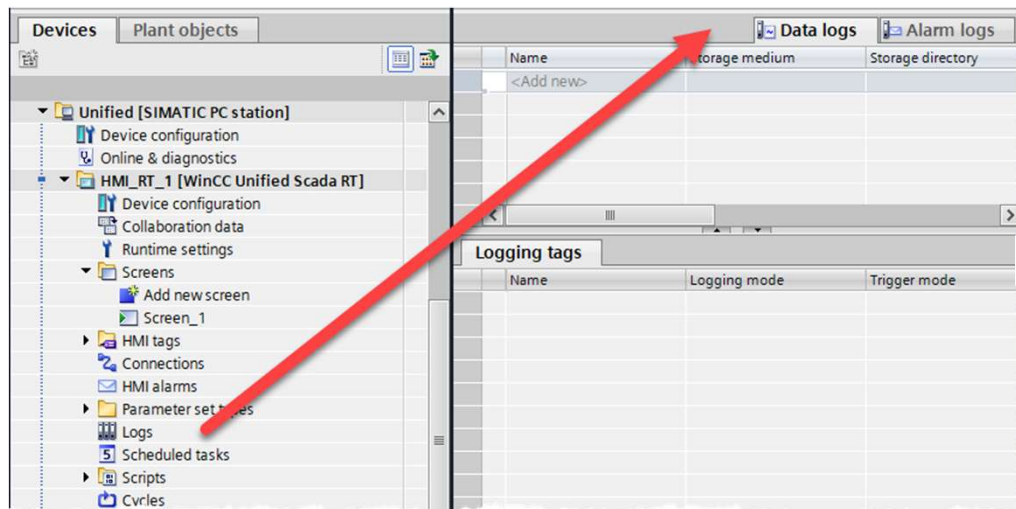 Devices
Plant objects
Unified [SIMATIC PC station]
Device configuration
Online & diagnostics
HMI_RT_1 [WinCC Unified Scada RT]
Device configuration
Collaboration data
Runtime settings
Screens
Add new screen
Screen_1
HMI tags
Connections
HMI alarms
Parameter set types
Logs
5 Scheduled tasks
Scripts
Cycles
Data logs
Alarm logs
Name Storage medium Storage directory
<Add new>
Logging tags
Name Logging mode Trigger mode